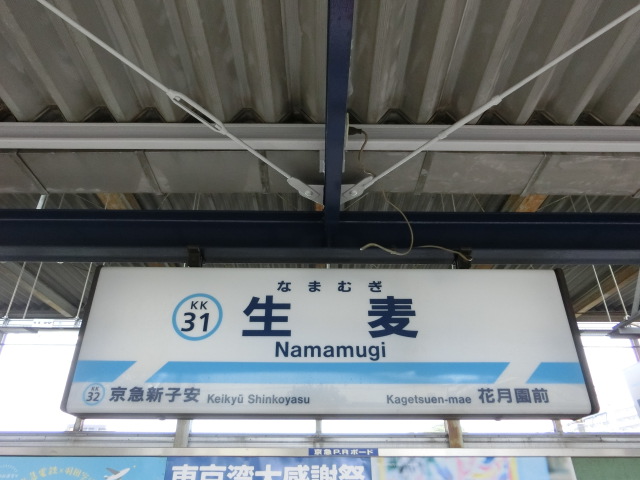 なまむぎ
KK
31
生麦
Namamugi
KK
32
京急新子安 Keikyū Shinkoyasu
Kagetsuen-mae 花月園前
京急PRボード
東京湾大感謝祭